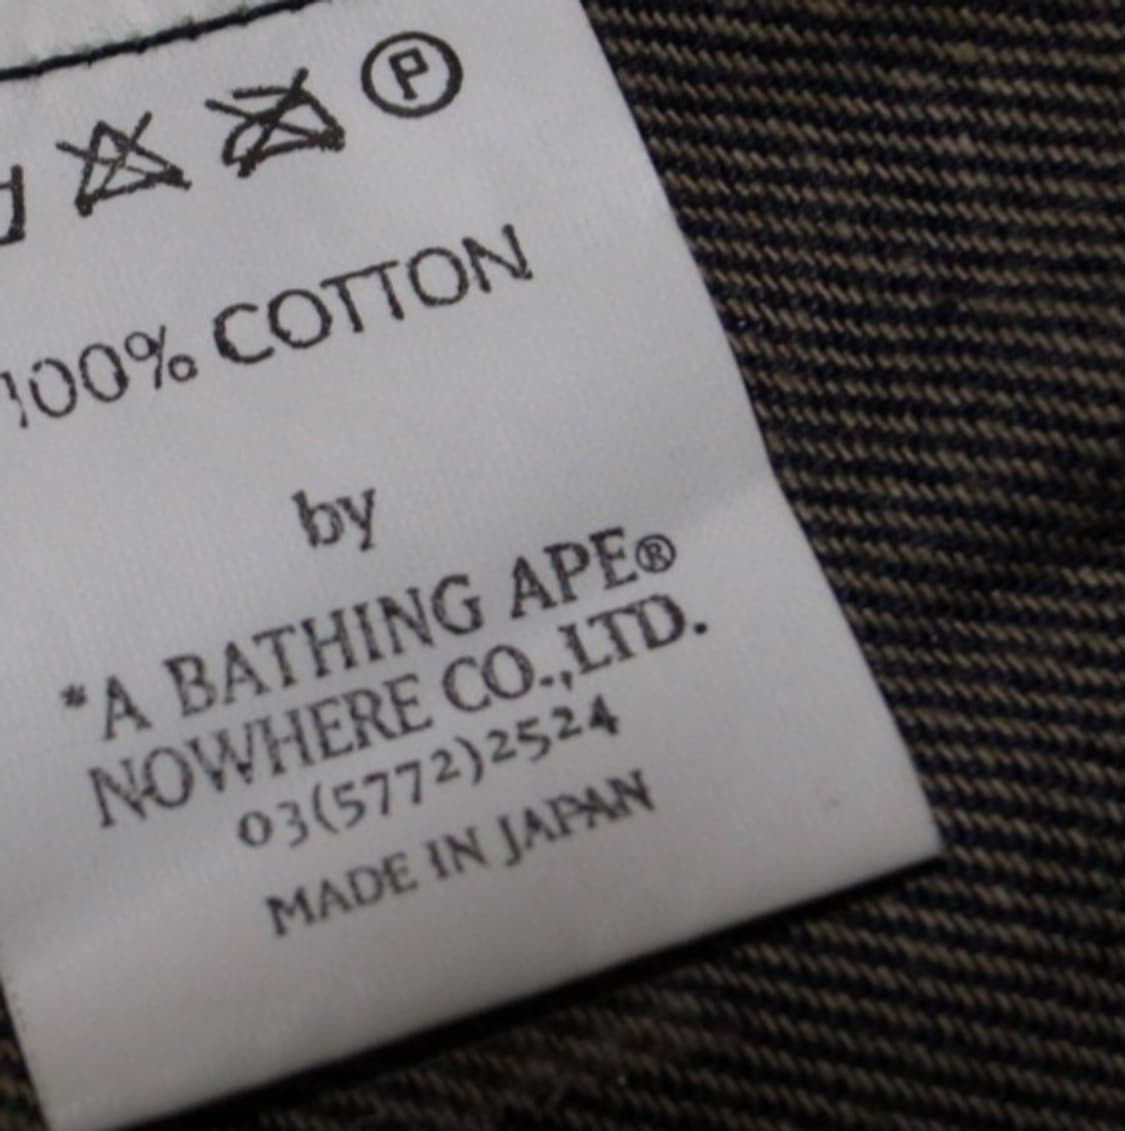 P
100% COTTON
by
*A BATHING APE®
NOWHERE CO.,LTD.
03(5772)2524
MADE IN JAPAN